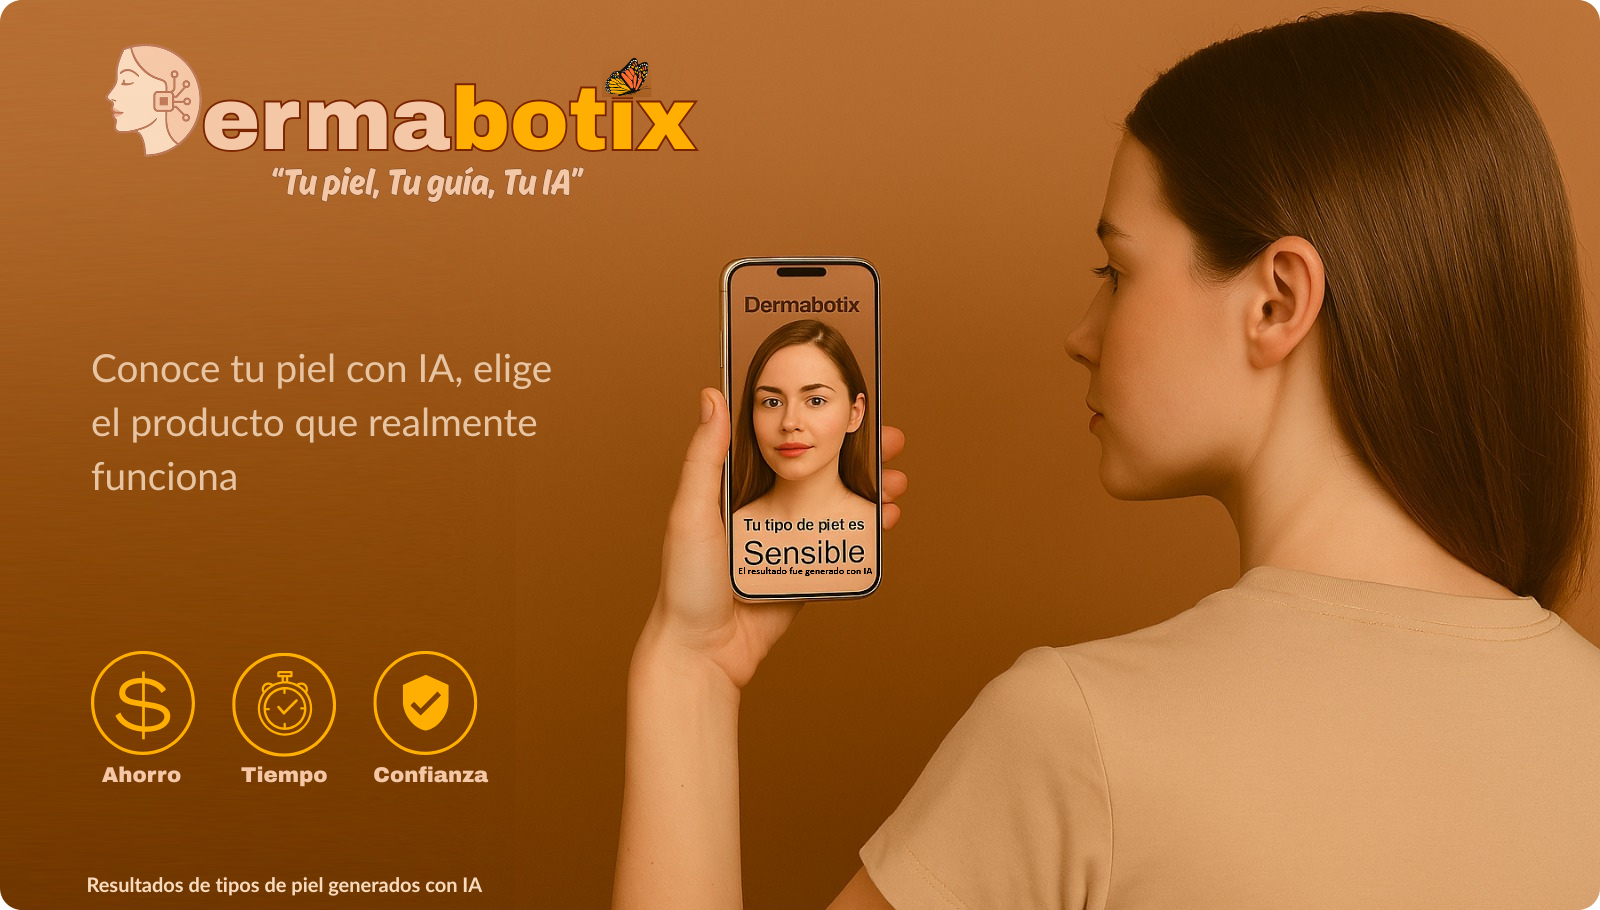 Dermabotix
“Tu piel, Tu guía, Tu IA”
Conoce tu piel con IA, elige
el producto que realmente
funciona
Dermabotix
Tu tipo de piet es
Sensible
El resultado fue generado con IA
Ahorro
Tiempo
Confianza
Resultados de tipos de piel generados con IA